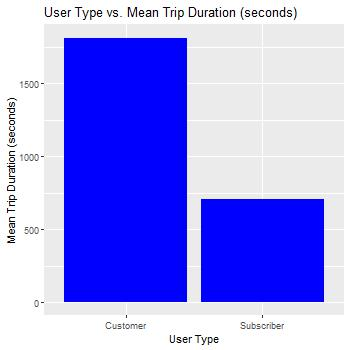 User Type vs. Mean Trip Duration (seconds)
Mean Trip Duration (seconds)
1500
1000
500
0
Customer
Subscriber
User Type